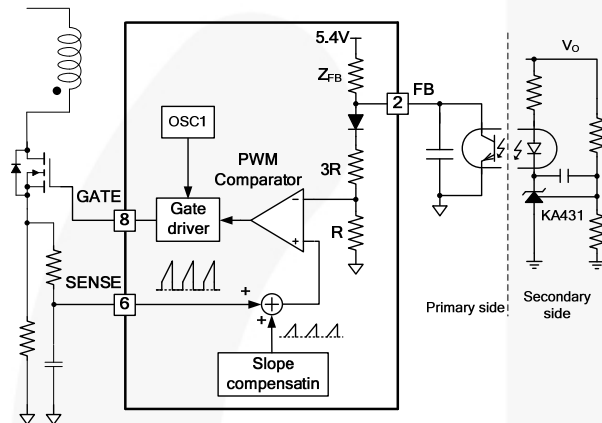 5.4V
ZFB
2
FB
VO
OSC1
PWM
Comparator
3R
GATE
8
Gate
driver
−
+
R
KA431
SENSE
6
+
+
Primary side
Secondary
side
Slope
compensatin